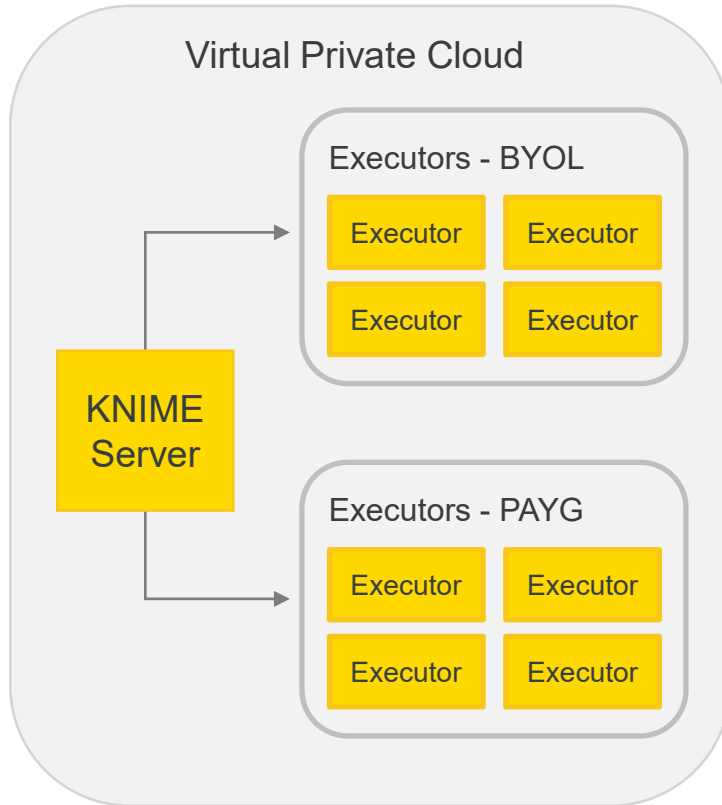 Virtual Private Cloud
Executors - BYOL
Executor Executor
Executor Executor
KNIME
Server
Executors - PAYG
Executor Executor
Executor Executor